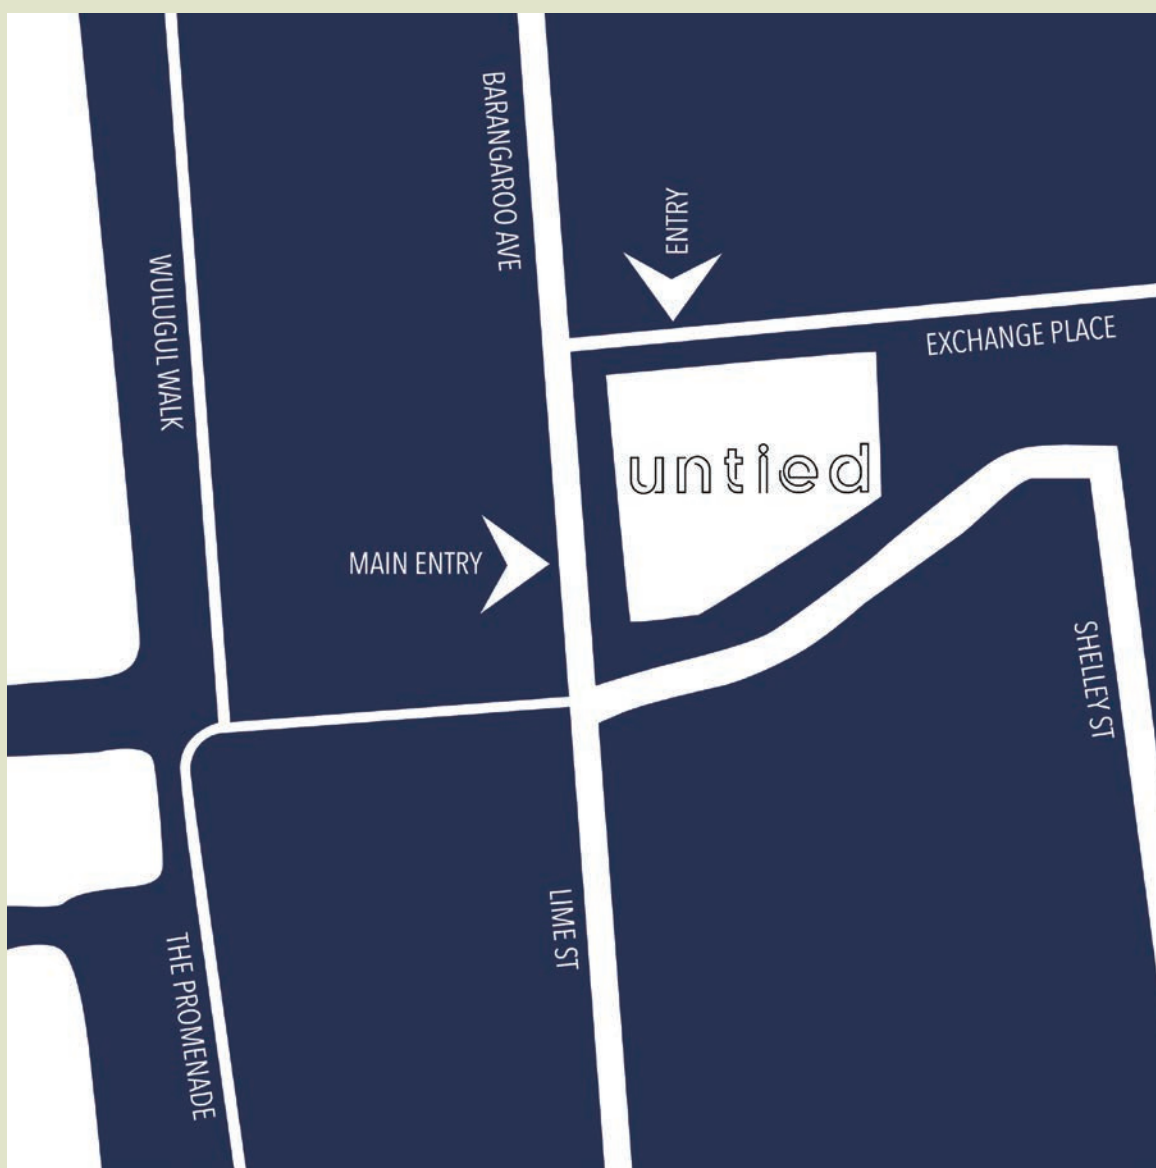 BARANGAROO AVE
ENTRY
WULUGUL WALK
EXCHANGE PLACE
untied
MAIN ENTRY
SHELLEY ST
LIME ST
THE PROMENADE